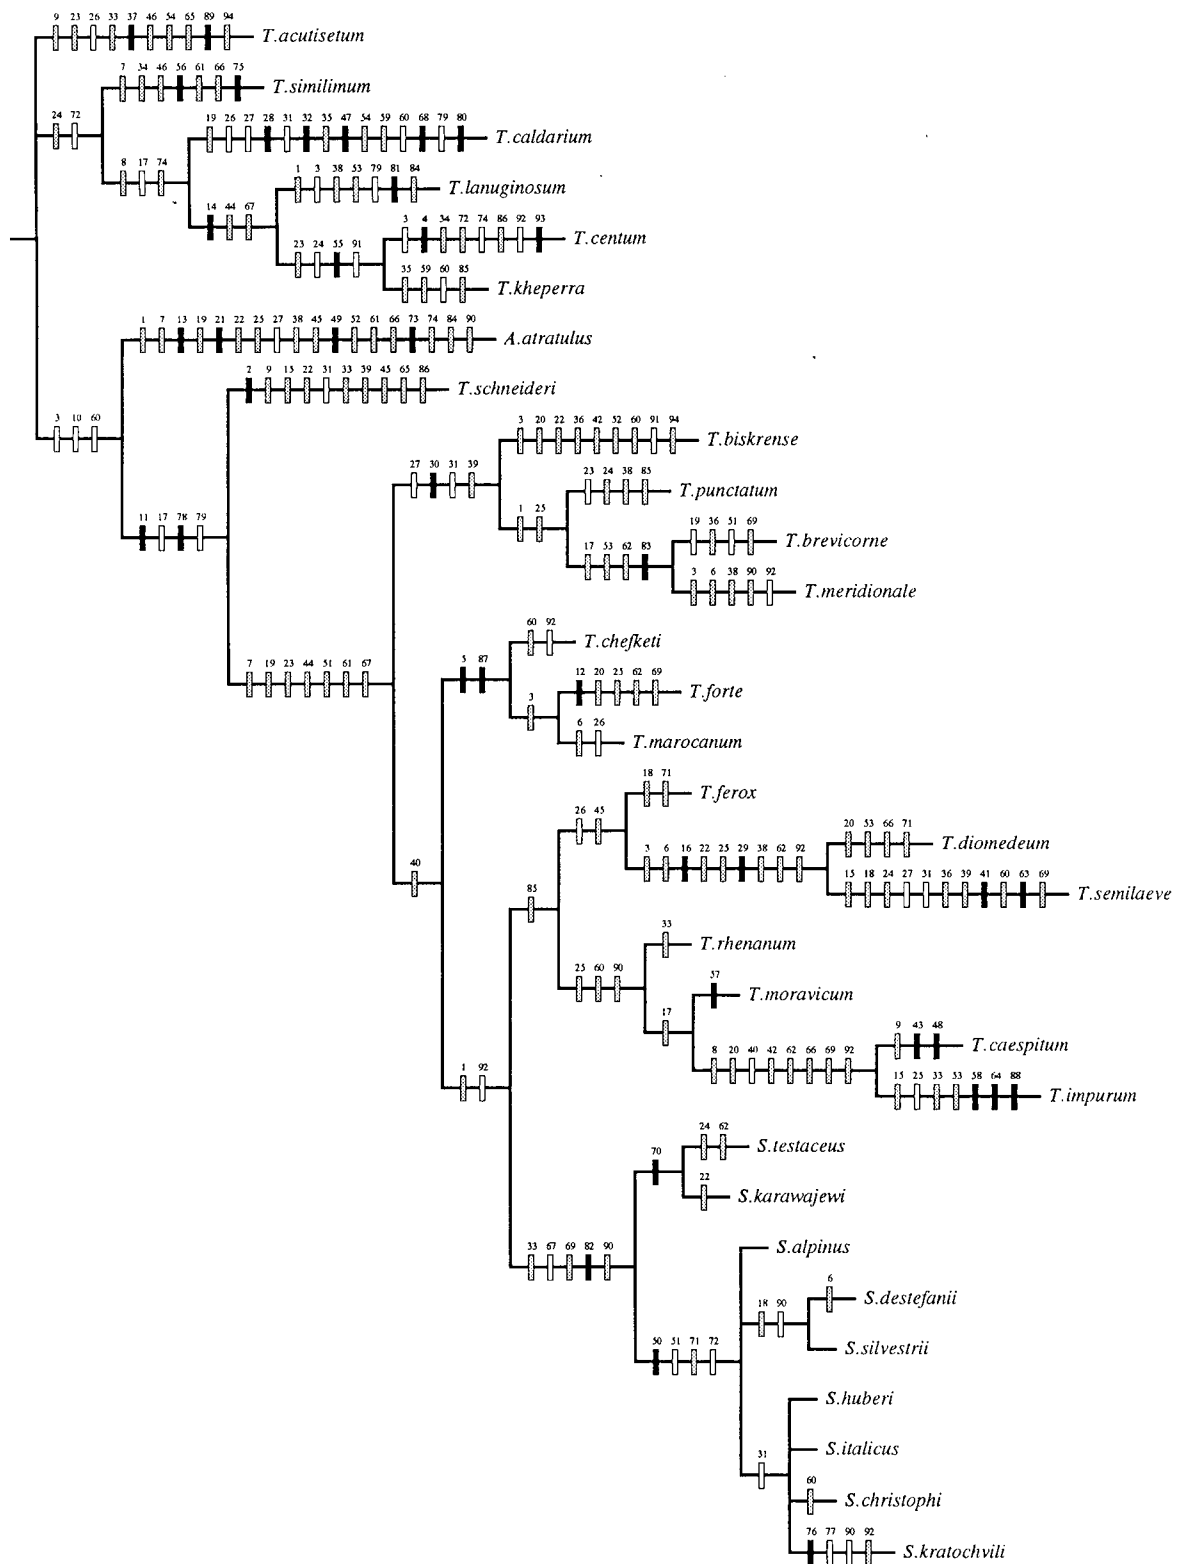 9 23 26 33 37 46 54 65 89 94
T.acutisetum
7 34 46 56 61 66 75
T.similimum
24 72
19 26 27 28 31 32 35 47 54 59 60 68 79 80
T.caldarium
8 17 74
1 3 38 53 79 81 84
T.lanuginosum
14 44 67
3 4 34 72 74 86 92 93
T.centum
23 24 55 91
35 59 60 85
T.kheperra
1 7 13 19 21 22 25 27 38 45 49 52 61 66 73 74 84 90
A.atratulus
2 9 15 22 31 33 39 45 65 86
T.schneideri
3 10 60
3 20 22 36 42 52 60 91 94
T.biskrense
27 30 31 39
23 24 38 85
T.punctatum
1 25
11 17 78 79
19 36 51 69
T.brevicorne
17 53 62 83
3 6 38 90 92
T.meridionale
60 92
T.chefketi
7 19 23 44 51 61 67
5 87
12 20 25 62 69
T.forte
3
6 26
T.marocanum
18 71
T.ferox
26 45
20 53 66 71
T.diomedeum
3 6 16 22 25 29 38 62 92
40
15 18 24 27 31 36 39 41 60 63 69
T.semilaeve
85
33
T.rhenanum
25 60 90
57
T.moravicum
17
9 43 48
T.caespitum
8 20 40 42 62 66 69 92
1 92
15 25 33 53 58 64 88
T.impurum
24 62
S.testaceus
70
22
S.karawajewi
33 67 69 82 90
S.alpinus
6
S.destefanii
18 90
S.silvestrii
50 51 71 72
S.huberi
S.italicus
31
60
S.christophi
76 77 90 92
S.kratochvili